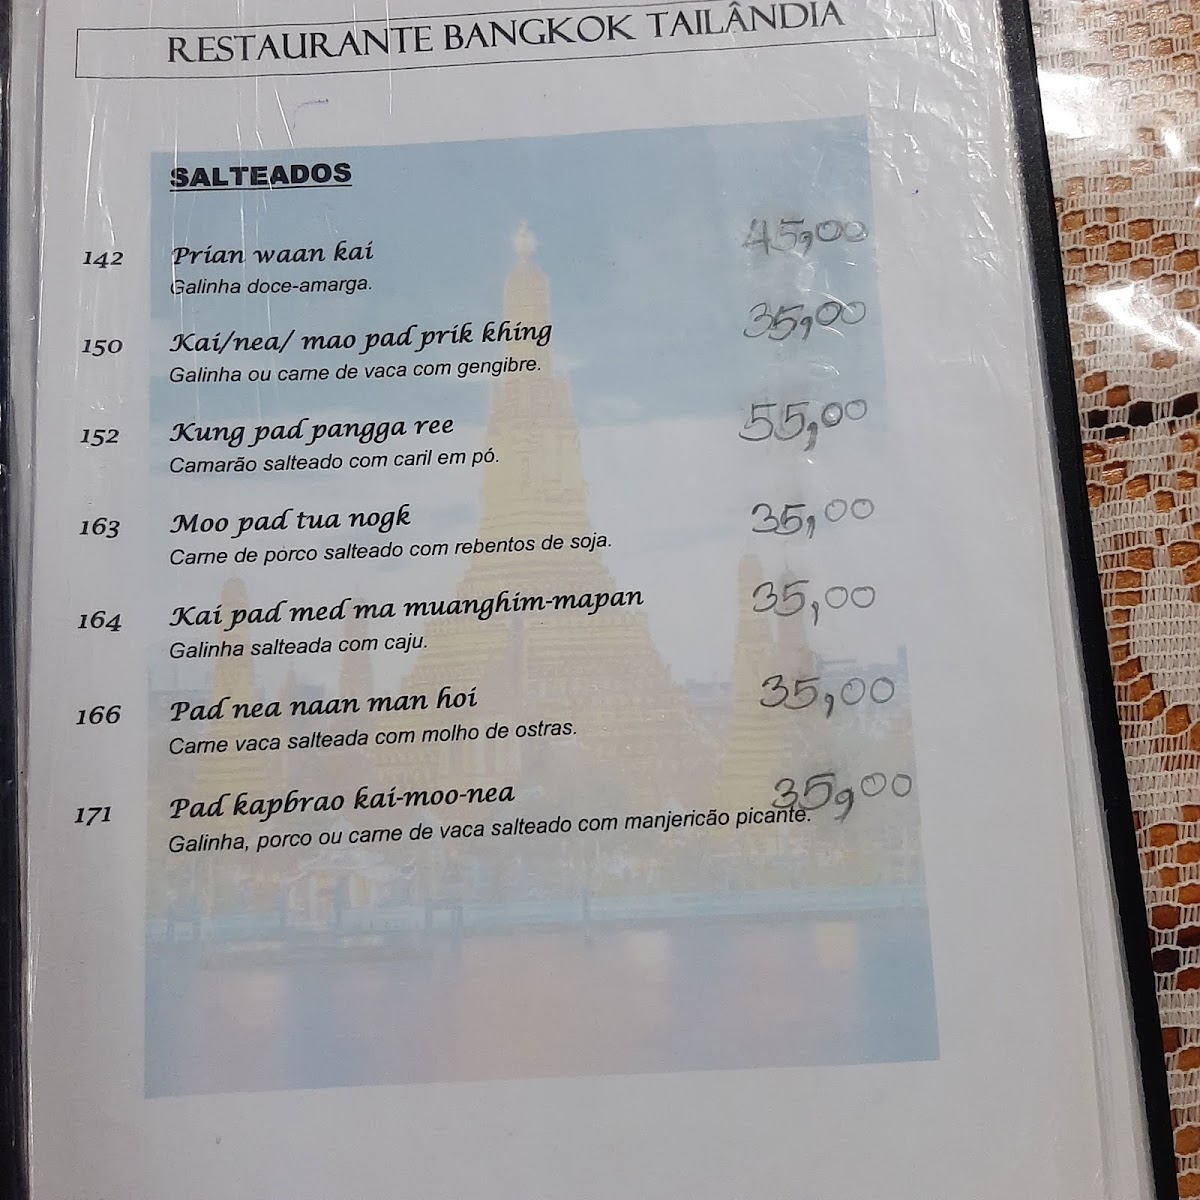 RESTAURANTE BANGKOK TAILÂNDIA
SALTEADOS
142 Prian waan kai 45,00
Galinha doce-amarga.
150 Kai/nea/ mao pad prik khing 35,00
Galinha ou carne de vaca com gengibre.
152 Kung pad pangga ree 55,00
Camarão salteado com caril em pó.
163 Moo pad tua nogk 35,00
Carne de porco salteado com rebentos de soja.
164 Kai pad med ma muanghim-mapan 35,00
Galinha salteada com caju.
166 Pad nea naan man hoi 35,00
Carne vaca salteada com molho de ostras.
171 Pad kapbrao kai-moo-nea 35,00
Galinha, porco ou carne de vaca salteado com manjericão picante.